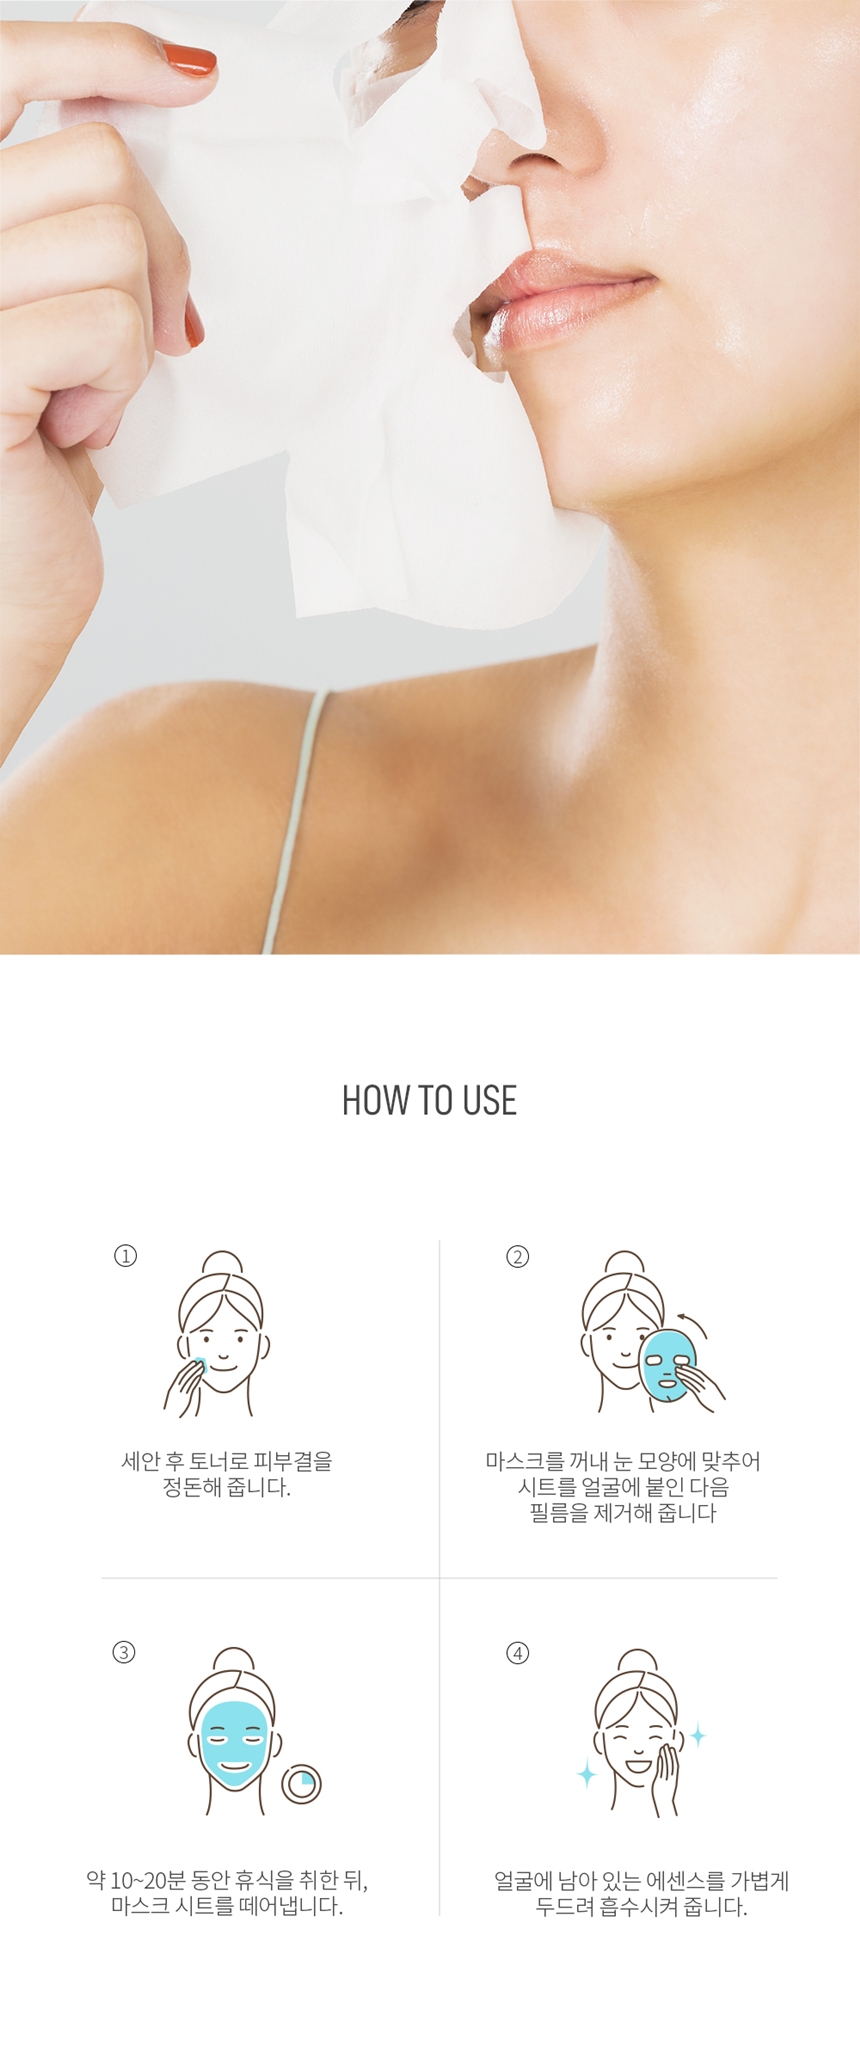 HOW TO USE
①
세안 후 토너로 피부결을
정돈해 줍니다.
②
마스크를 꺼내 눈 모양에 맞추어
시트를 얼굴에 붙인 다음
필름을 제거해 줍니다
③
약 10~20분 동안 휴식을 취한 뒤,
마스크 시트를 떼어냅니다.
④
얼굴에 남아 있는 에센스를 가볍게
두드려 흡수시켜 줍니다.